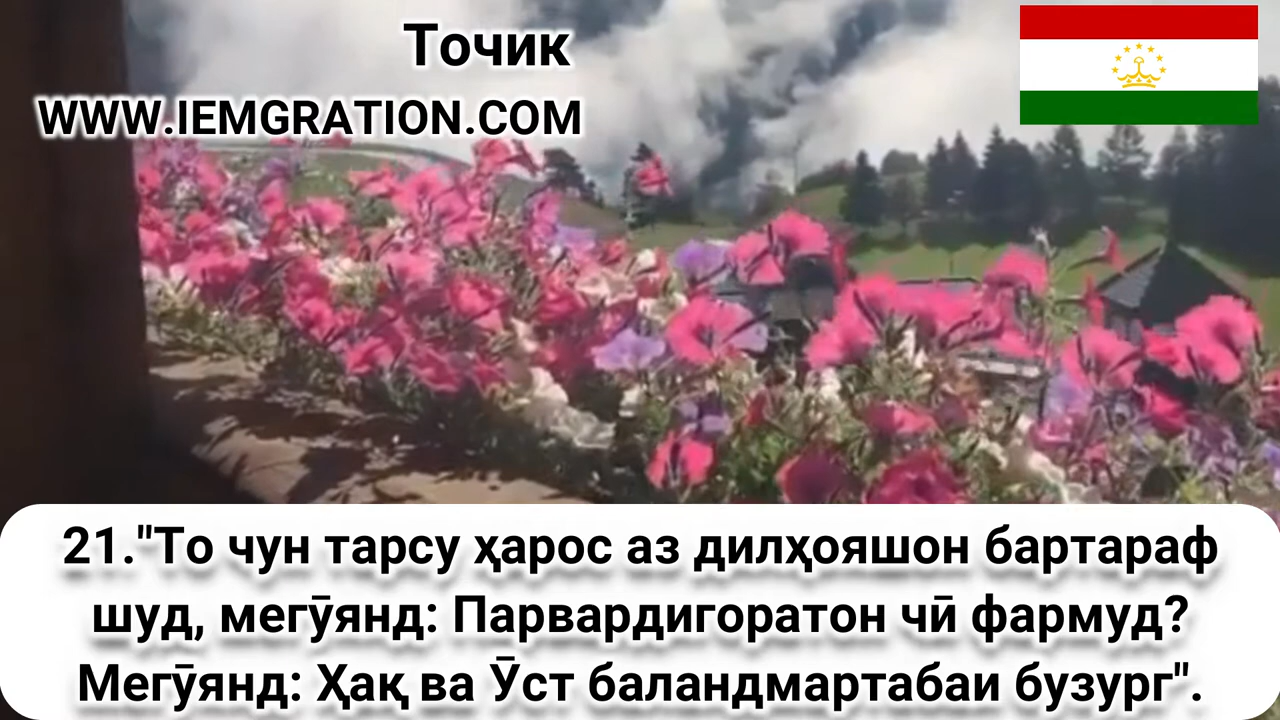 Точик
WWW.IEMGRATION.COM
21."То чун тарсу ҳарос аз дилҳояшон бартараф
шуд, мегӯянд: Парвардигоратон чӣ фармуд?
Мегӯянд: Ҳақ ва Ӯст баландмартабаи бузург".